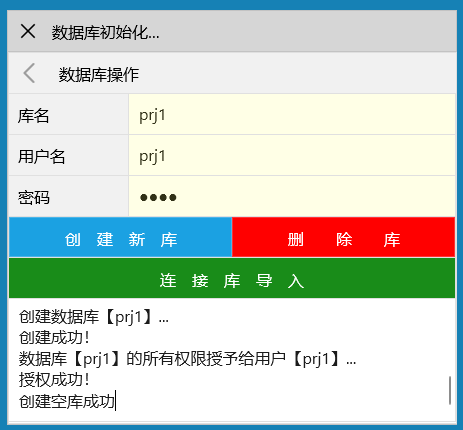 数据库初始化...
数据库操作
库名 prj1
用户名 prj1
密码 ●●●●
创建新库 删除库
连接库导入
创建数据库【prj1】...
创建成功!
数据库【prj1】的所有权限授予给用户【prj1】...
授权成功!
创建空库成功